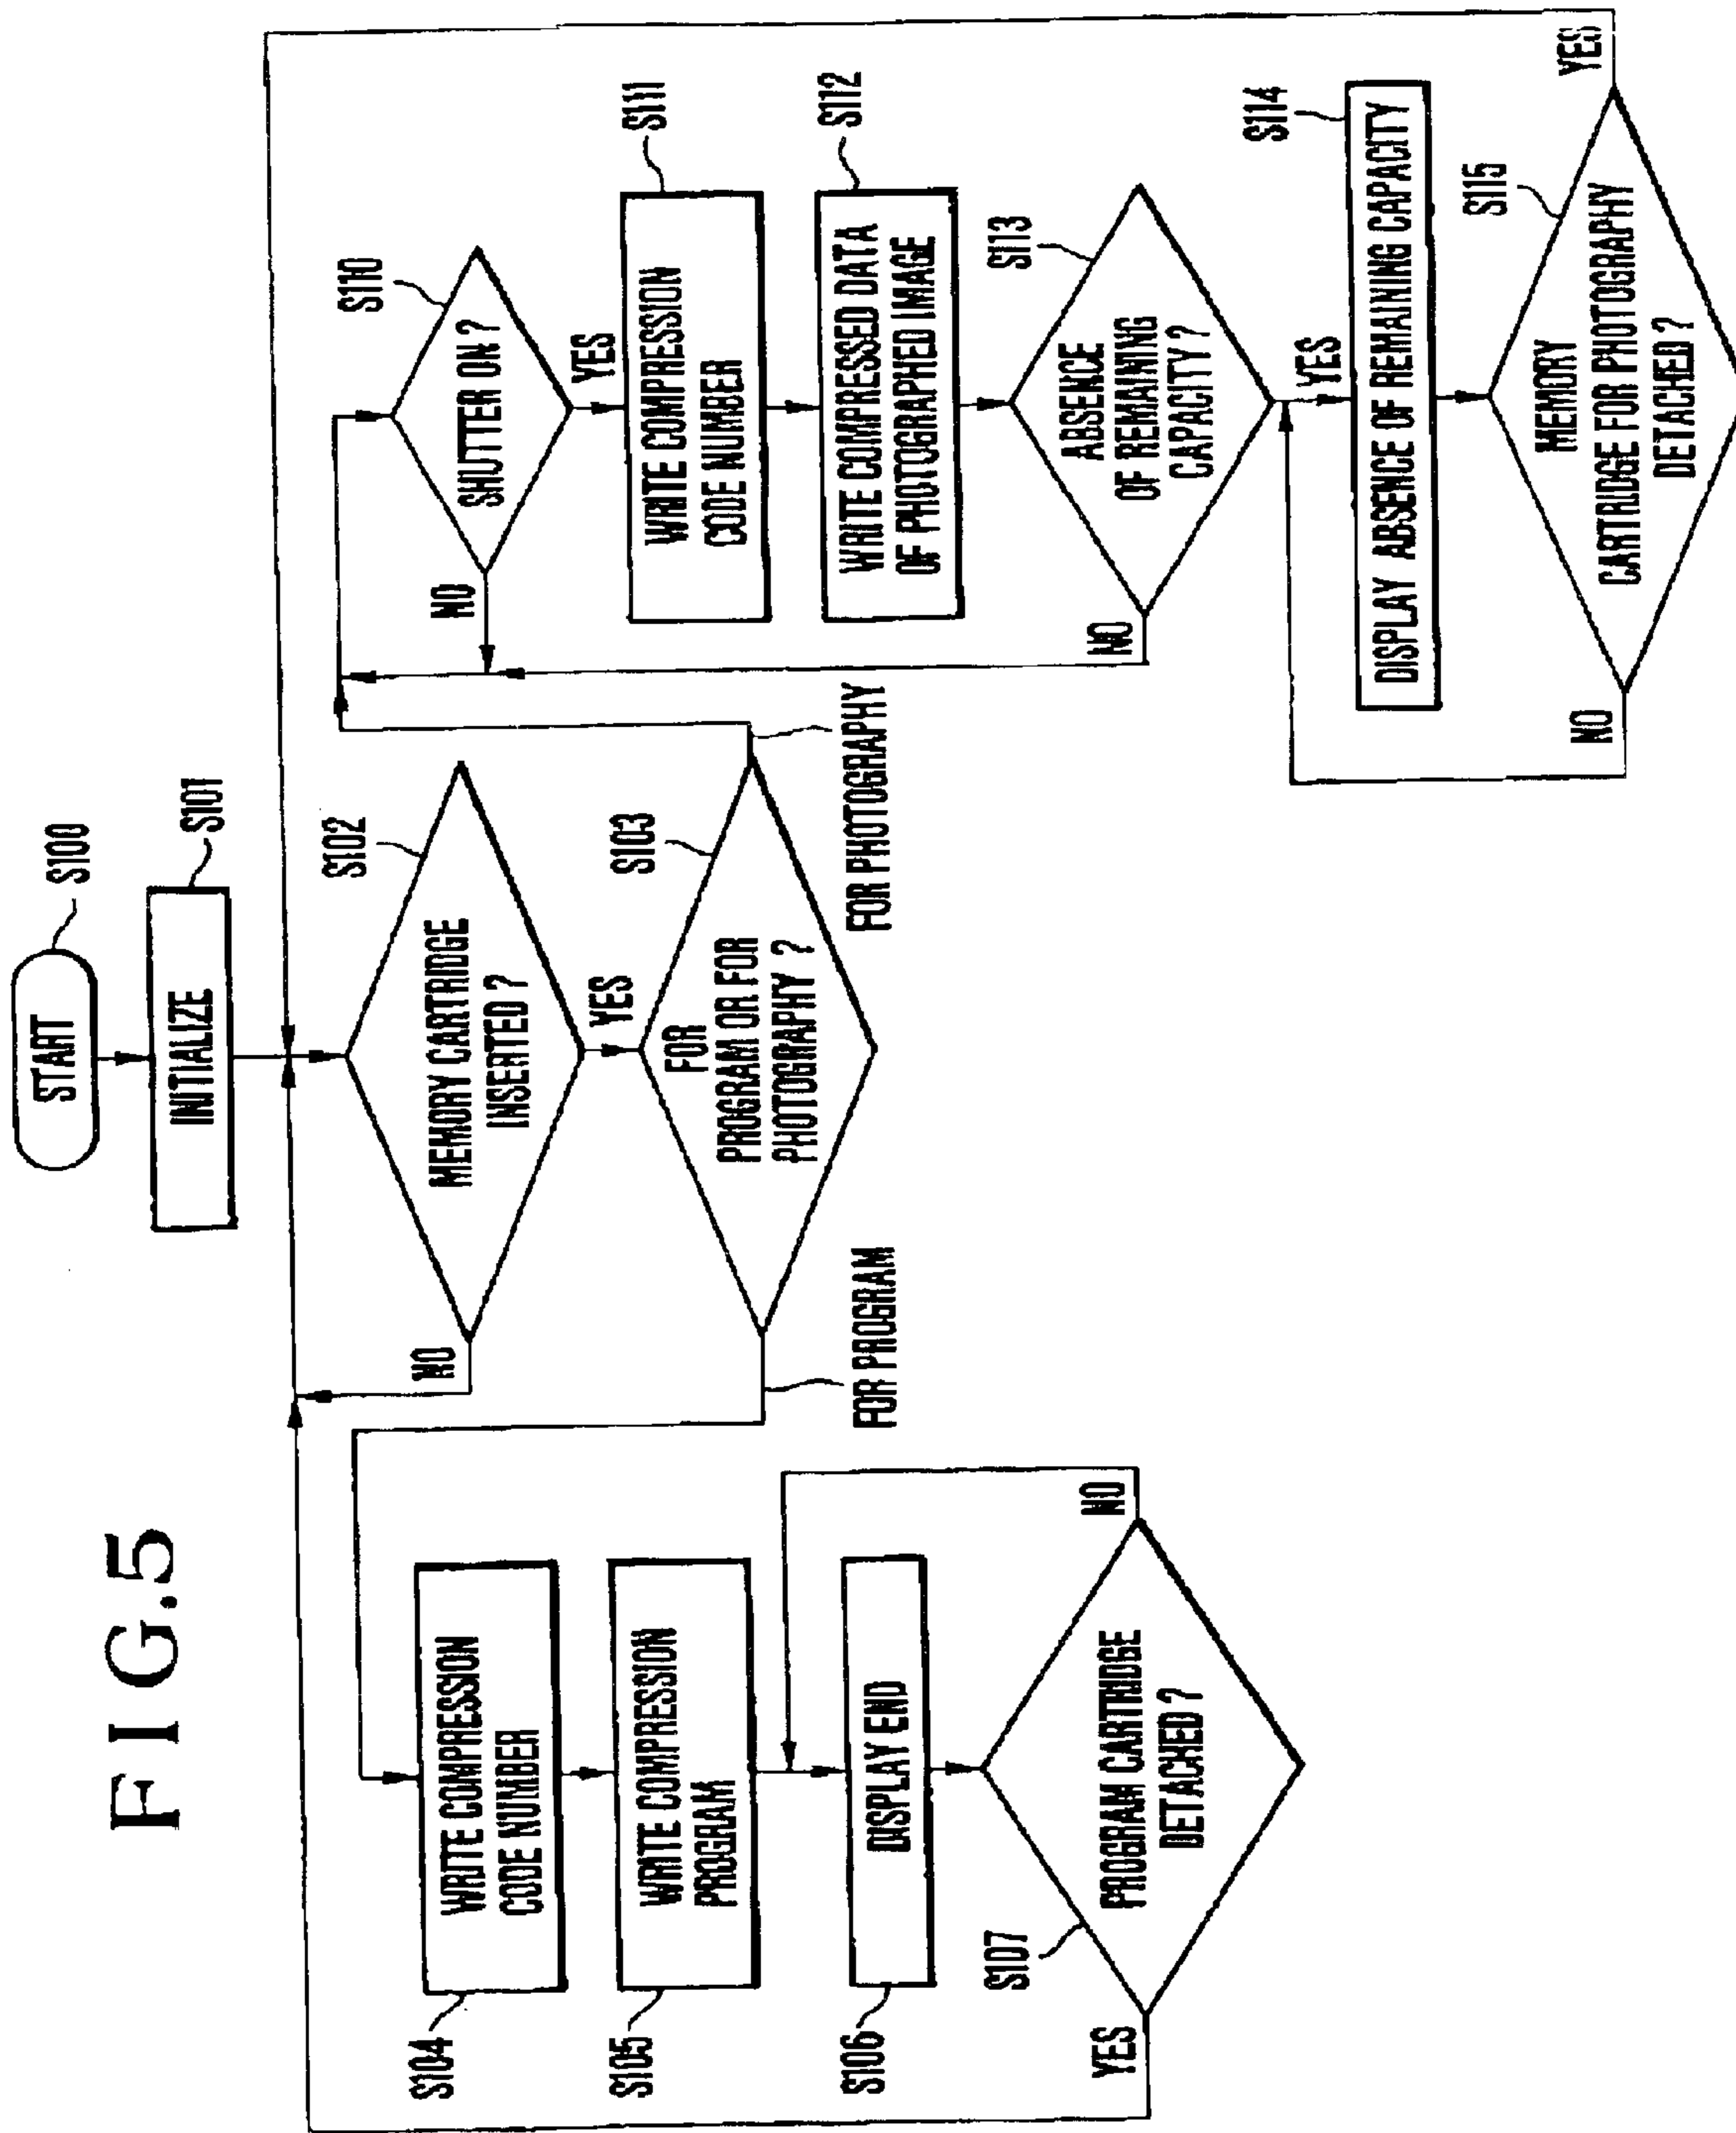 FIG.5
START
S100
INITIALIZE
S101
MEMORY CARTRIDGE
INSERTED ?
S102
NO
YES
FOR
PROGRAM OR FOR
PHOTOGRAPHY ?
S103
FOR PROGRAM
FOR PHOTOGRAPHY
WRITE COMPRESSION
CODE NUMBER
S104
WRITE COMPRESSION
PROGRAM
S105
DISPLAY END
S106
PROGRAM CARTRIDGE
DETACHED ?
S107
YES
NO
SHUTTER ON ?
S110
NO
YES
WRITE COMPRESSION
CODE NUMBER
S111
WRITE COMPRESSED DATA
OF PHOTOGRAPHED IMAGE
S112
ABSENCE
OF REMAINING
CAPACITY ?
S113
NO
YES
DISPLAY ABSENCE OF REMAINING CAPACITY
S114
MEMORY
CARTRIDGE FOR PHOTOGRAPHY
DETACHED ?
S115
NO
YES